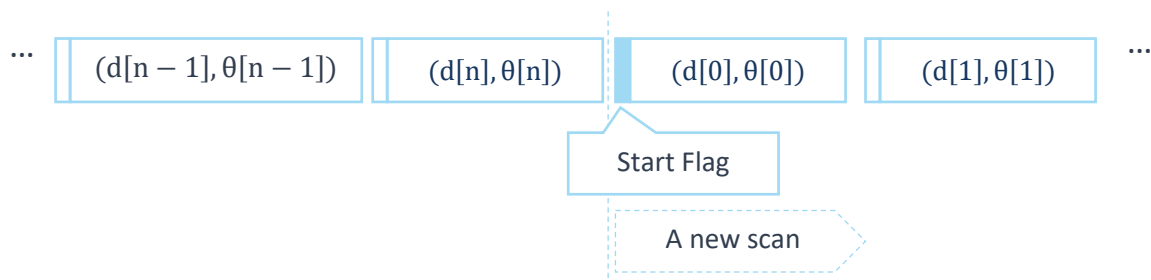 ... (d[n − 1], θ[n − 1]) (d[n], θ[n]) (d[0], θ[0]) (d[1], θ[1]) ...
Start Flag
A new scan